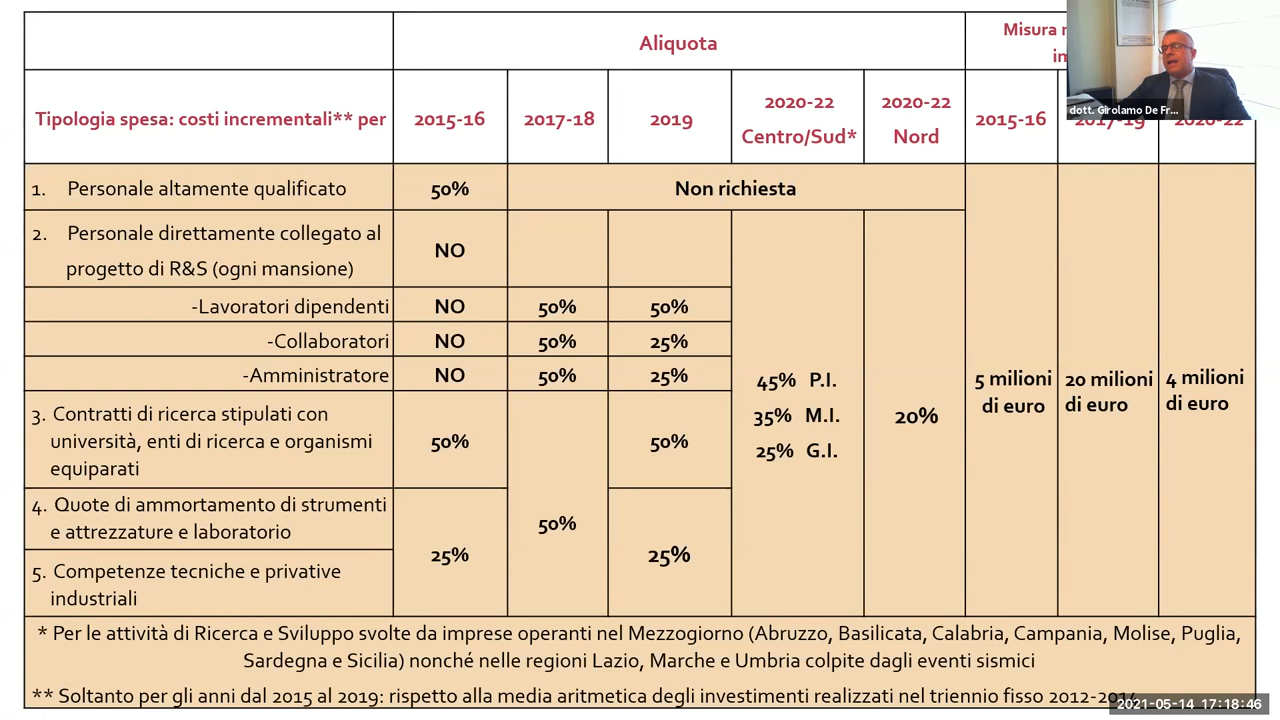 Aliquota
Misura
Tipologia spesa: costi incrementali** per
2015-16
2017-18
2019
2020-22
Centro/Sud*
2020-22
Nord
2015-16
2017-19
2020-22
dott. Girolamo De Fr...
1. Personale altamente qualificato
50%
Non richiesta
2. Personale direttamente collegato al
progetto di R&S (ogni mansione)
NO
-Lavoratori dipendenti
NO
50%
50%
-Collaboratori
NO
50%
25%
-Amministratore
NO
50%
25%
3. Contratti di ricerca stipulati con
università, enti di ricerca e organismi
equiparati
50%
50%
50%
4. Quote di ammortamento di strumenti
e attrezzature e laboratorio
5. Competenze tecniche e privative
industriali
25%
25%
45% P.I.
35% M.I.
25% G.I.
20%
5 milioni
di euro
20 milioni
di euro
4 milioni
di euro
* Per le attività di Ricerca e Sviluppo svolte da imprese operanti nel Mezzogiorno (Abruzzo, Basilicata, Calabria, Campania, Molise, Puglia,
Sardegna e Sicilia) nonché nelle regioni Lazio, Marche e Umbria colpite dagli eventi sismici
** Soltanto per gli anni dal 2015 al 2019: rispetto alla media aritmetica degli investimenti realizzati nel triennio fisso 2012-2014
2021-05-14 17:18:46